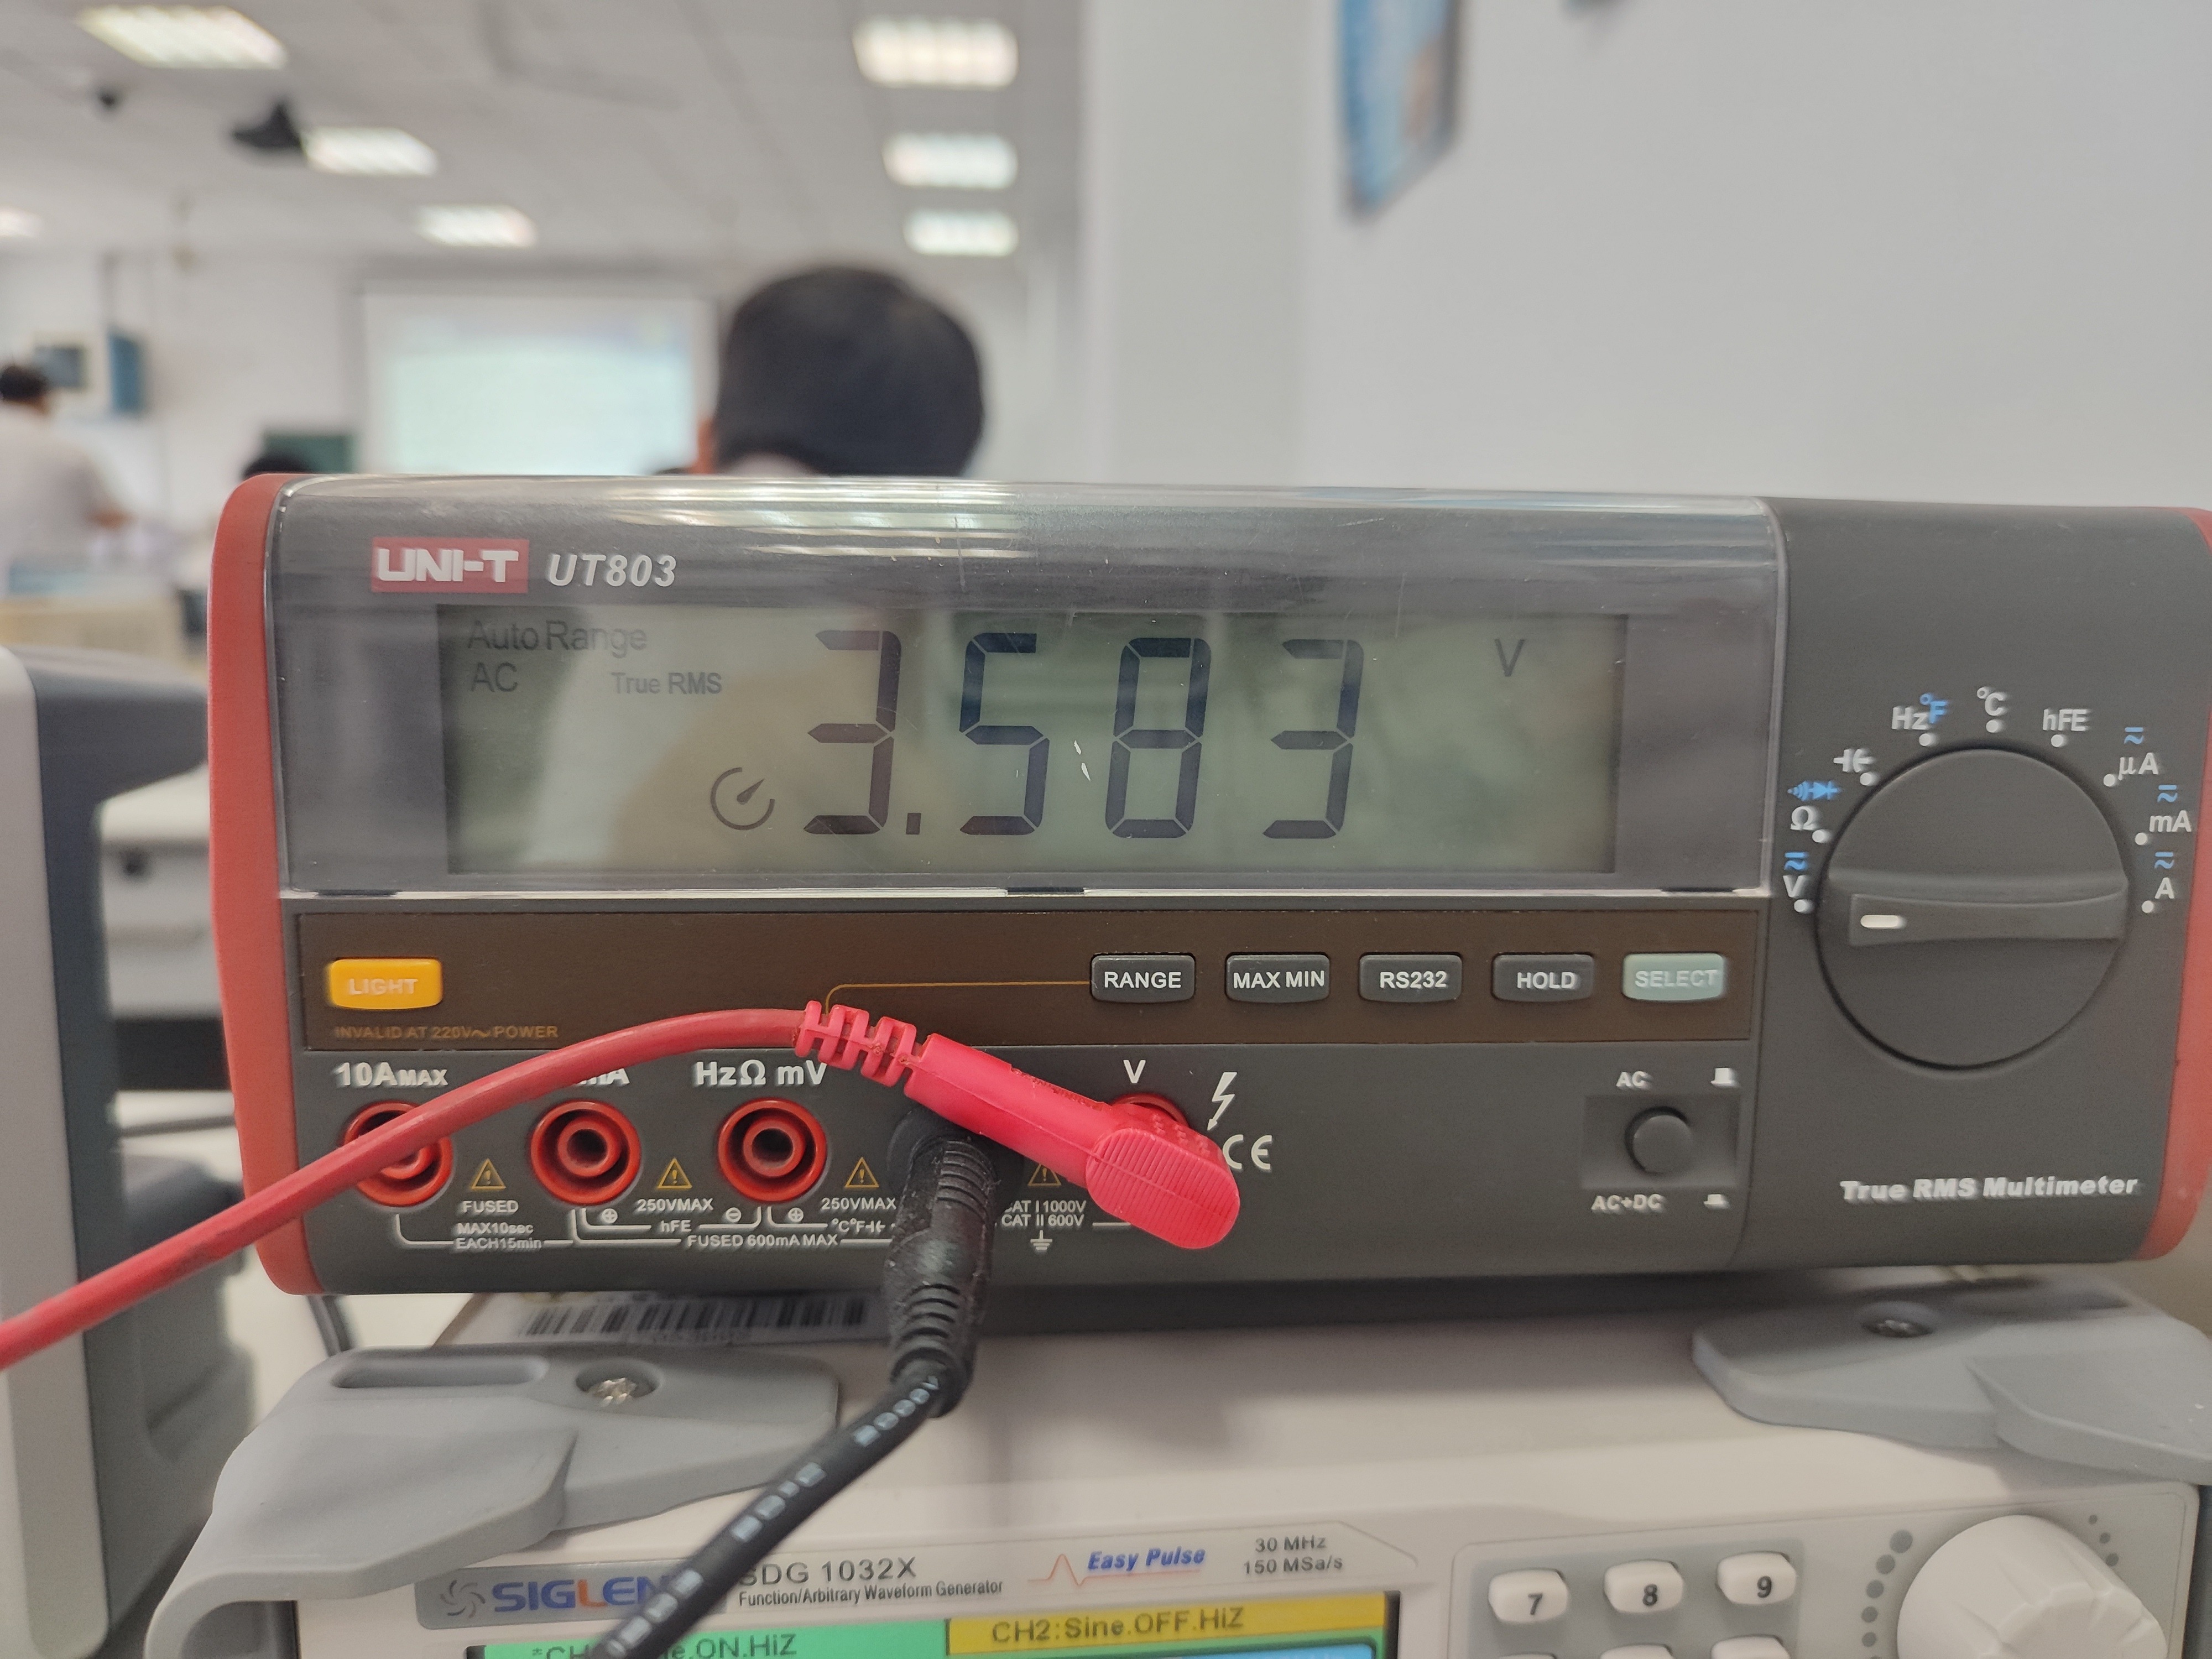 UNI-T UT803
Auto Range
AC True RMS
3.583 V
Hz °F °C hFE
μA
mA
A
Ω
V
LIGHT
RANGE MAX MIN RS232 HOLD SELECT
INVALID AT 220V～POWER
10AMAX HzΩ mV V
AC
CE
FUSED 250VMAX 250VMAX CAT I 1000V
CAT II 600V
MAX10sec hFE °C°F
EACH15min FUSED 600mA MAX
AC+DC
True RMS Multimeter
SIGLEN SDG 1032X
Function/Arbitrary Waveform Generator
Easy Pulse
30 MHz
150 MSa/s
7 8 9
ON.HiZ
CH2:Sine.OFF.HiZ